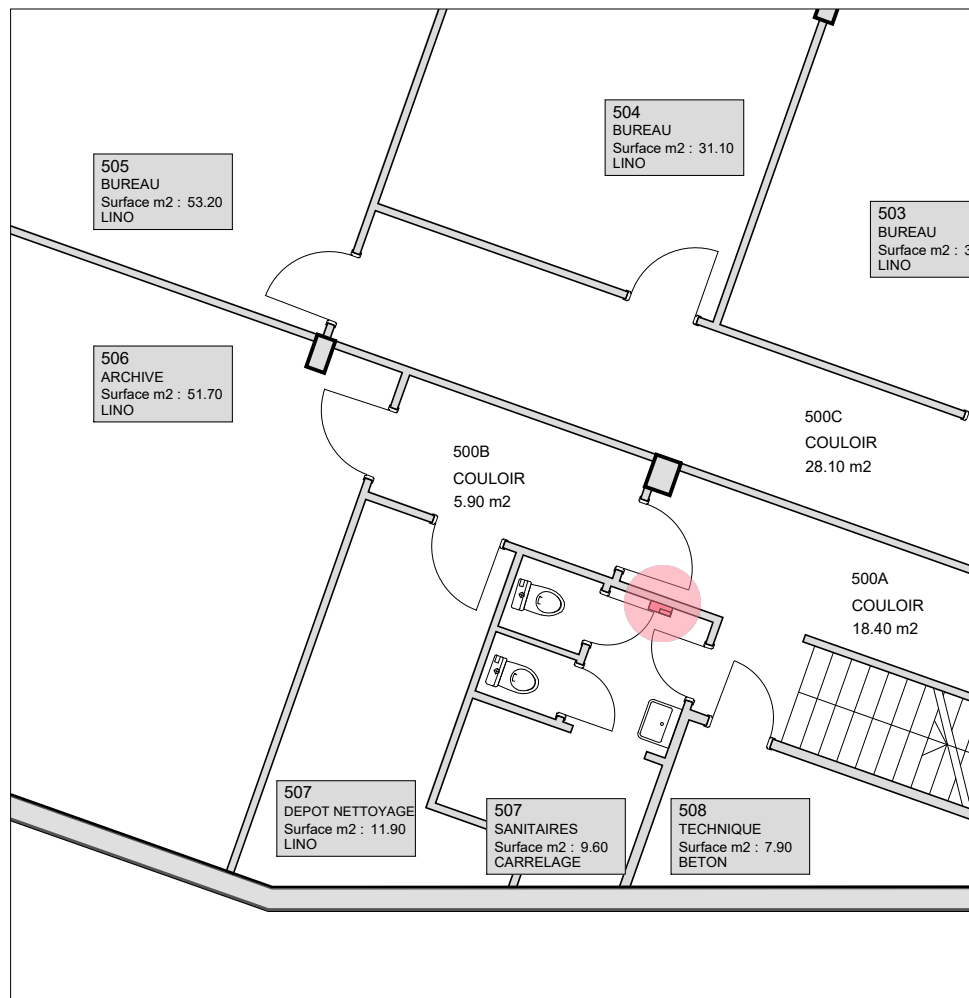 504
BUREAU
Surface m2 : 31.10
LINO
505
BUREAU
Surface m2 : 53.20
LINO
503
BUREAU
Surface m2 : 3
LINO
506
ARCHIVE
Surface m2 : 51.70
LINO
500C
COULOIR
28.10 m2
500B
COULOIR
5.90 m2
500A
COULOIR
18.40 m2
507
DEPOT NETTOYAGE
Surface m2 : 11.90
LINO
507
SANITAIRES
Surface m2 : 9.60
CARRELAGE
508
TECHNIQUE
Surface m2 : 7.90
BETON